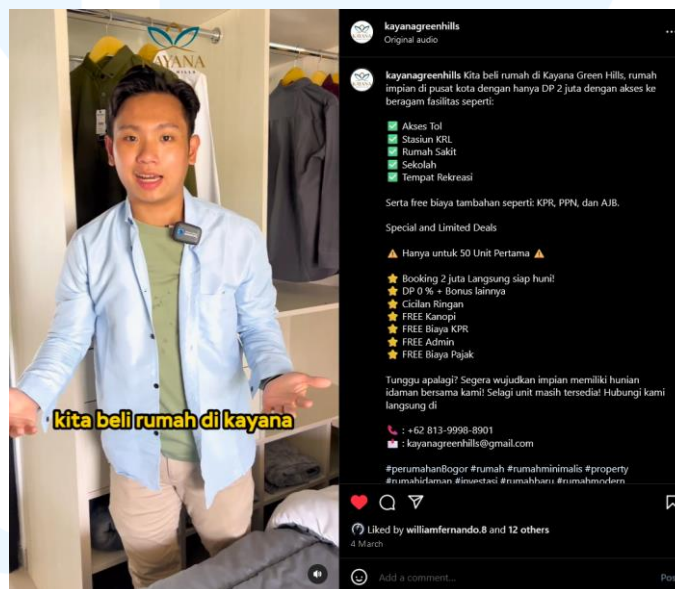 KAYANA
HILLS
kita beli rumah di kayana
kayanagreenhills
Original audio
kayanagreenhills Kita beli rumah di Kayana Green Hills, rumah
impian di pusat kota dengan hanya DP 2 juta dengan akses ke
beragam fasilitas seperti:
✅ Akses Tol
✅ Stasiun KRL
✅ Rumah Sakit
✅ Sekolah
✅ Tempat Rekreasi
Serta free biaya tambahan seperti: KPR, PPN, dan AJB.
Special and Limited Deals
⚠️ Hanya untuk 50 Unit Pertama ⚠️
⭐ Booking 2 juta Langsung siap huni!
⭐ DP 0 % + Bonus lainnya
⭐ Cicilan Ringan
⭐ FREE Kanopi
⭐ FREE Biaya KPR
⭐ FREE Admin
⭐ FREE Biaya Pajak
Tunggu apalagi? Segera wujudkan impian memiliki hunian
idaman bersama kami! Selagi unit masih tersedia! Hubungi kami
langsung di
📞 : +62 813-9998-8901
📩 : kayanagreenhills@gmail.com
#perumahanBogor #rumah #rumahminimalis #property
#rumahidaman #investasi #rumahbaru #rumahmodern
Liked by williamfernando.8 and 12 others
4 March
Add a comment...
Pos